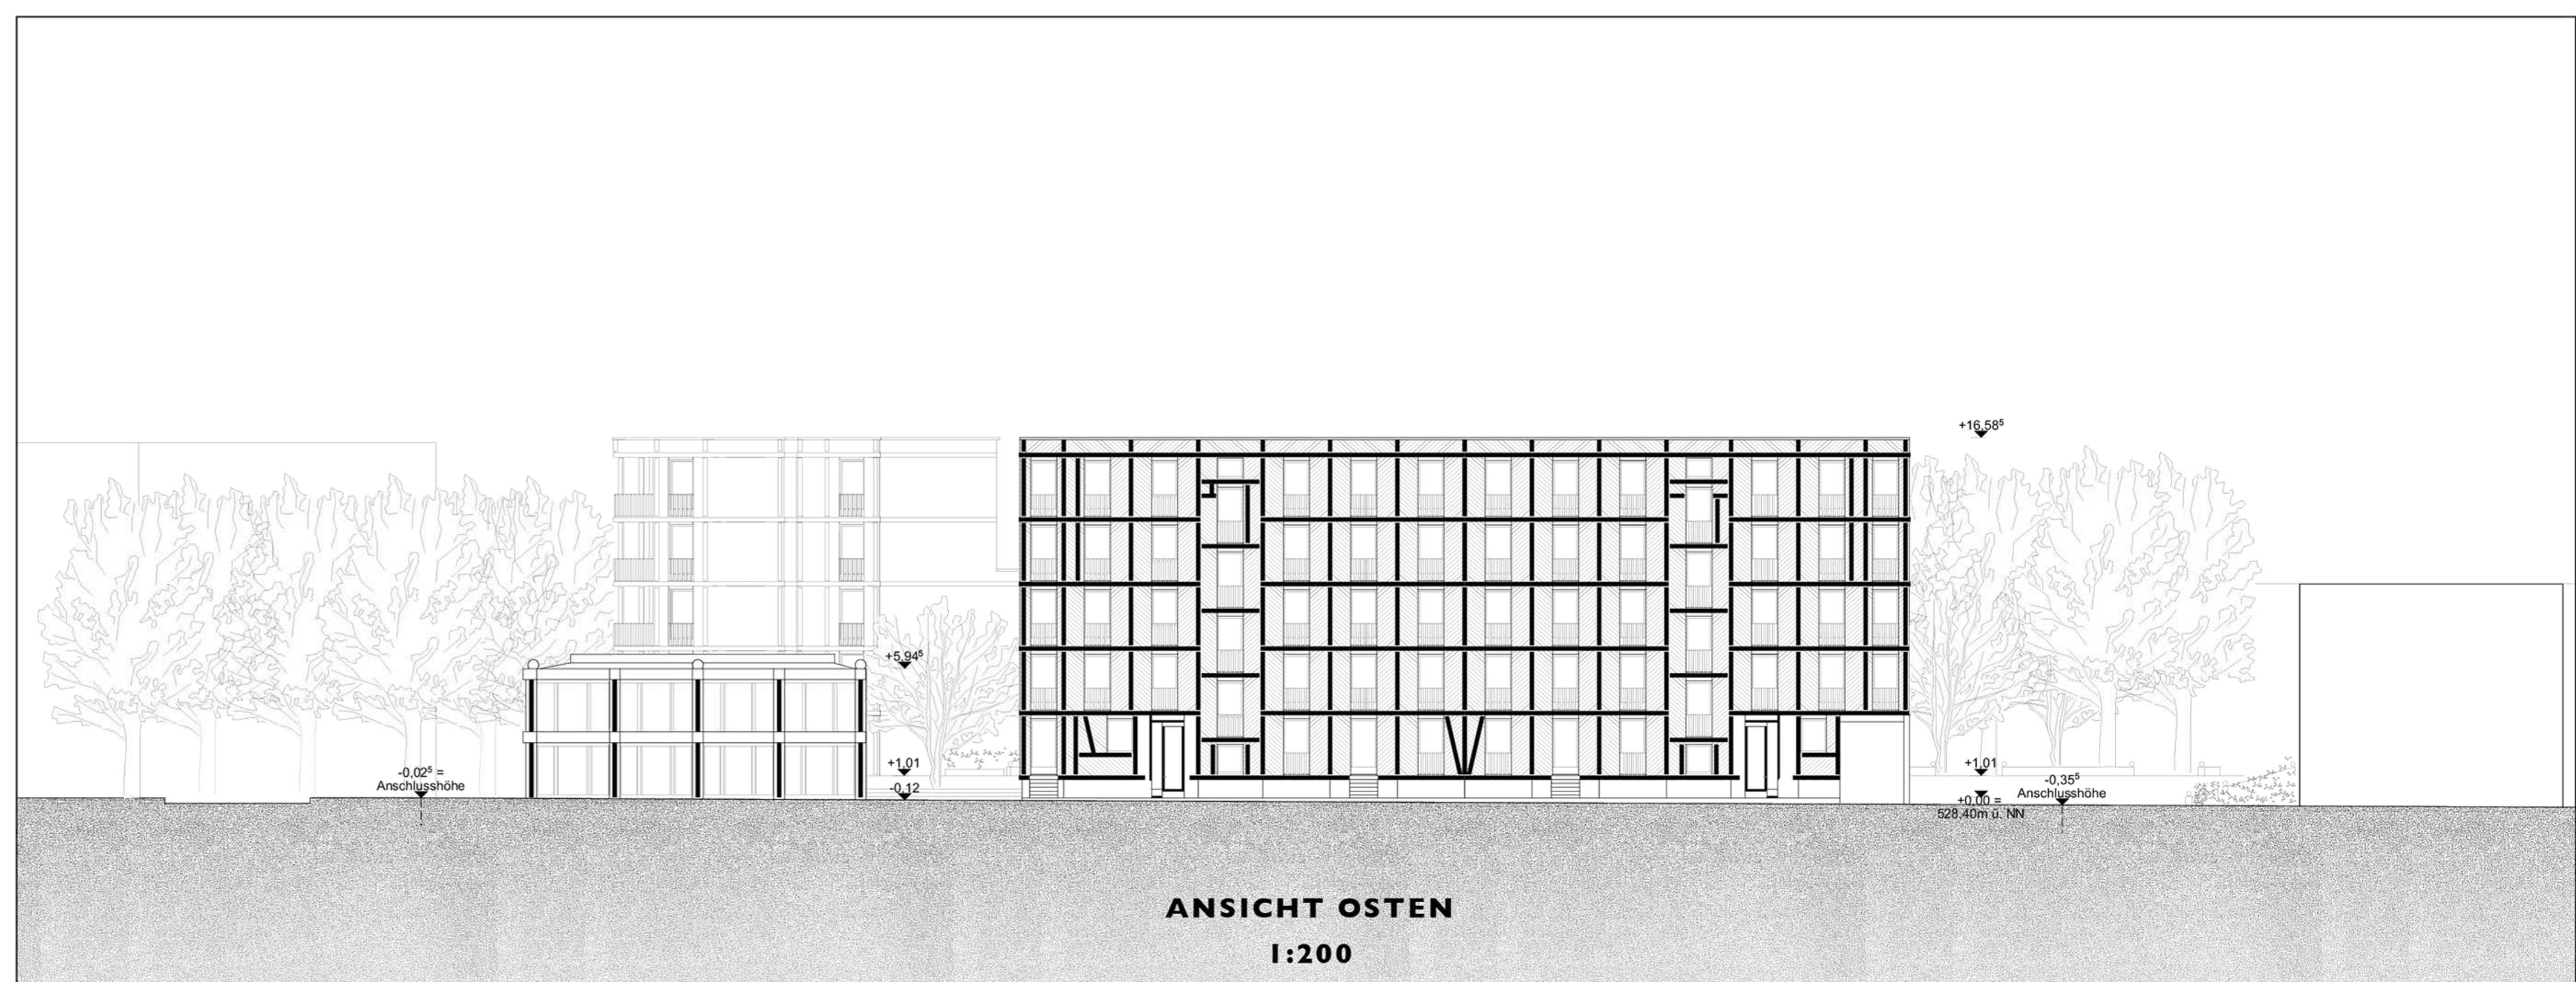 +16,58⁵
+5,94⁵
+1,01
-0,12
-0,02⁵ =
Anschlusshöhe
+1,01
-0,35⁵
Anschlusshöhe
+0,00 =
528,40m ü. NN
ANSICHT OSTEN
1:200